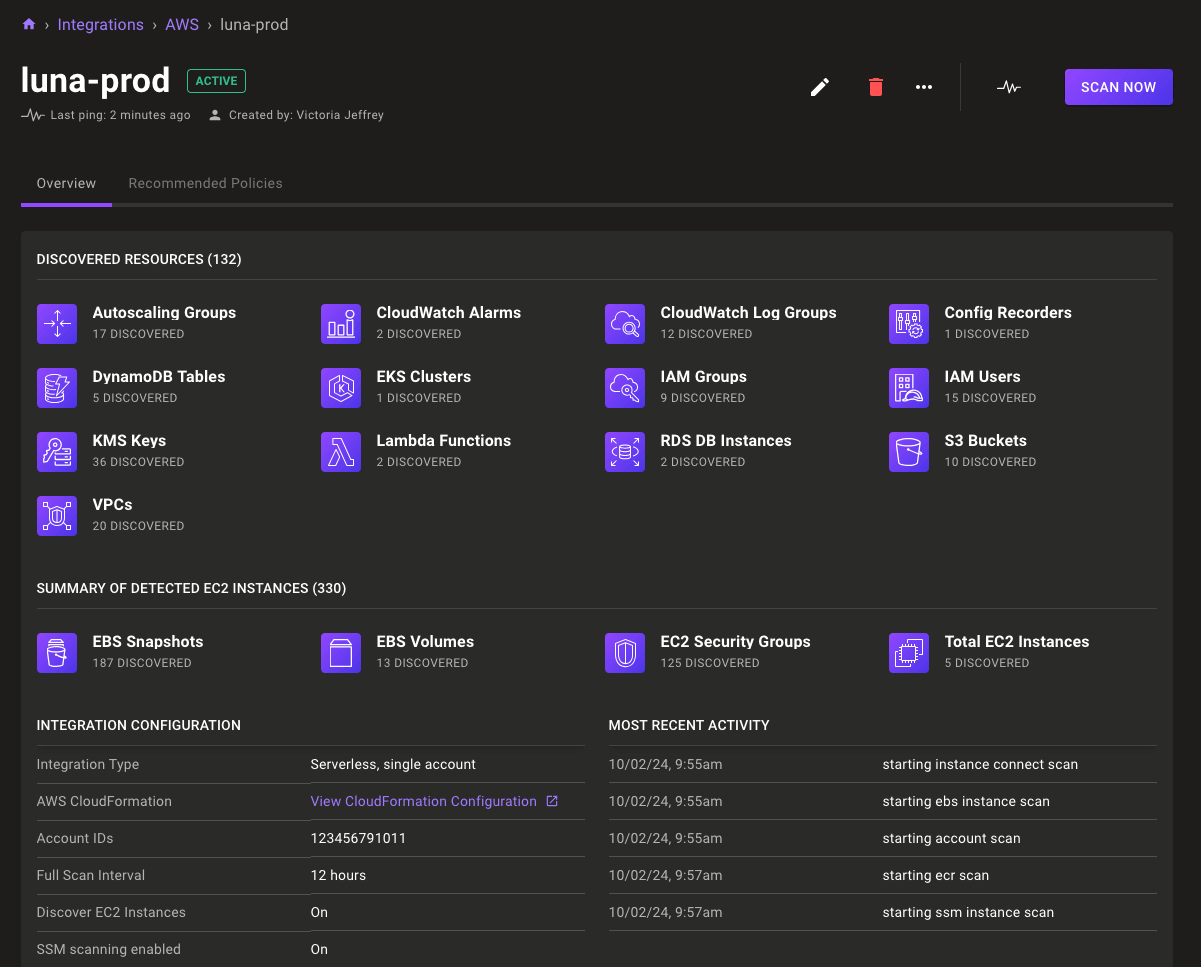 › Integrations › AWS › luna-prod
luna-prod ACTIVE
SCAN NOW
Last ping: 2 minutes ago Created by: Victoria Jeffrey
Overview Recommended Policies
DISCOVERED RESOURCES (132)
Autoscaling Groups
17 DISCOVERED
CloudWatch Alarms
2 DISCOVERED
CloudWatch Log Groups
12 DISCOVERED
Config Recorders
1 DISCOVERED
DynamoDB Tables
5 DISCOVERED
EKS Clusters
1 DISCOVERED
IAM Groups
9 DISCOVERED
IAM Users
15 DISCOVERED
KMS Keys
36 DISCOVERED
Lambda Functions
2 DISCOVERED
RDS DB Instances
2 DISCOVERED
S3 Buckets
10 DISCOVERED
VPCs
20 DISCOVERED
SUMMARY OF DETECTED EC2 INSTANCES (330)
EBS Snapshots
187 DISCOVERED
EBS Volumes
13 DISCOVERED
EC2 Security Groups
125 DISCOVERED
Total EC2 Instances
5 DISCOVERED
INTEGRATION CONFIGURATION
Integration Type Serverless, single account
AWS CloudFormation View CloudFormation Configuration
Account IDs 123456791011
Full Scan Interval 12 hours
Discover EC2 Instances On
SSM scanning enabled On
MOST RECENT ACTIVITY
10/02/24, 9:55am starting instance connect scan
10/02/24, 9:55am starting ebs instance scan
10/02/24, 9:55am starting account scan
10/02/24, 9:57am starting ecr scan
10/02/24, 9:57am starting ssm instance scan